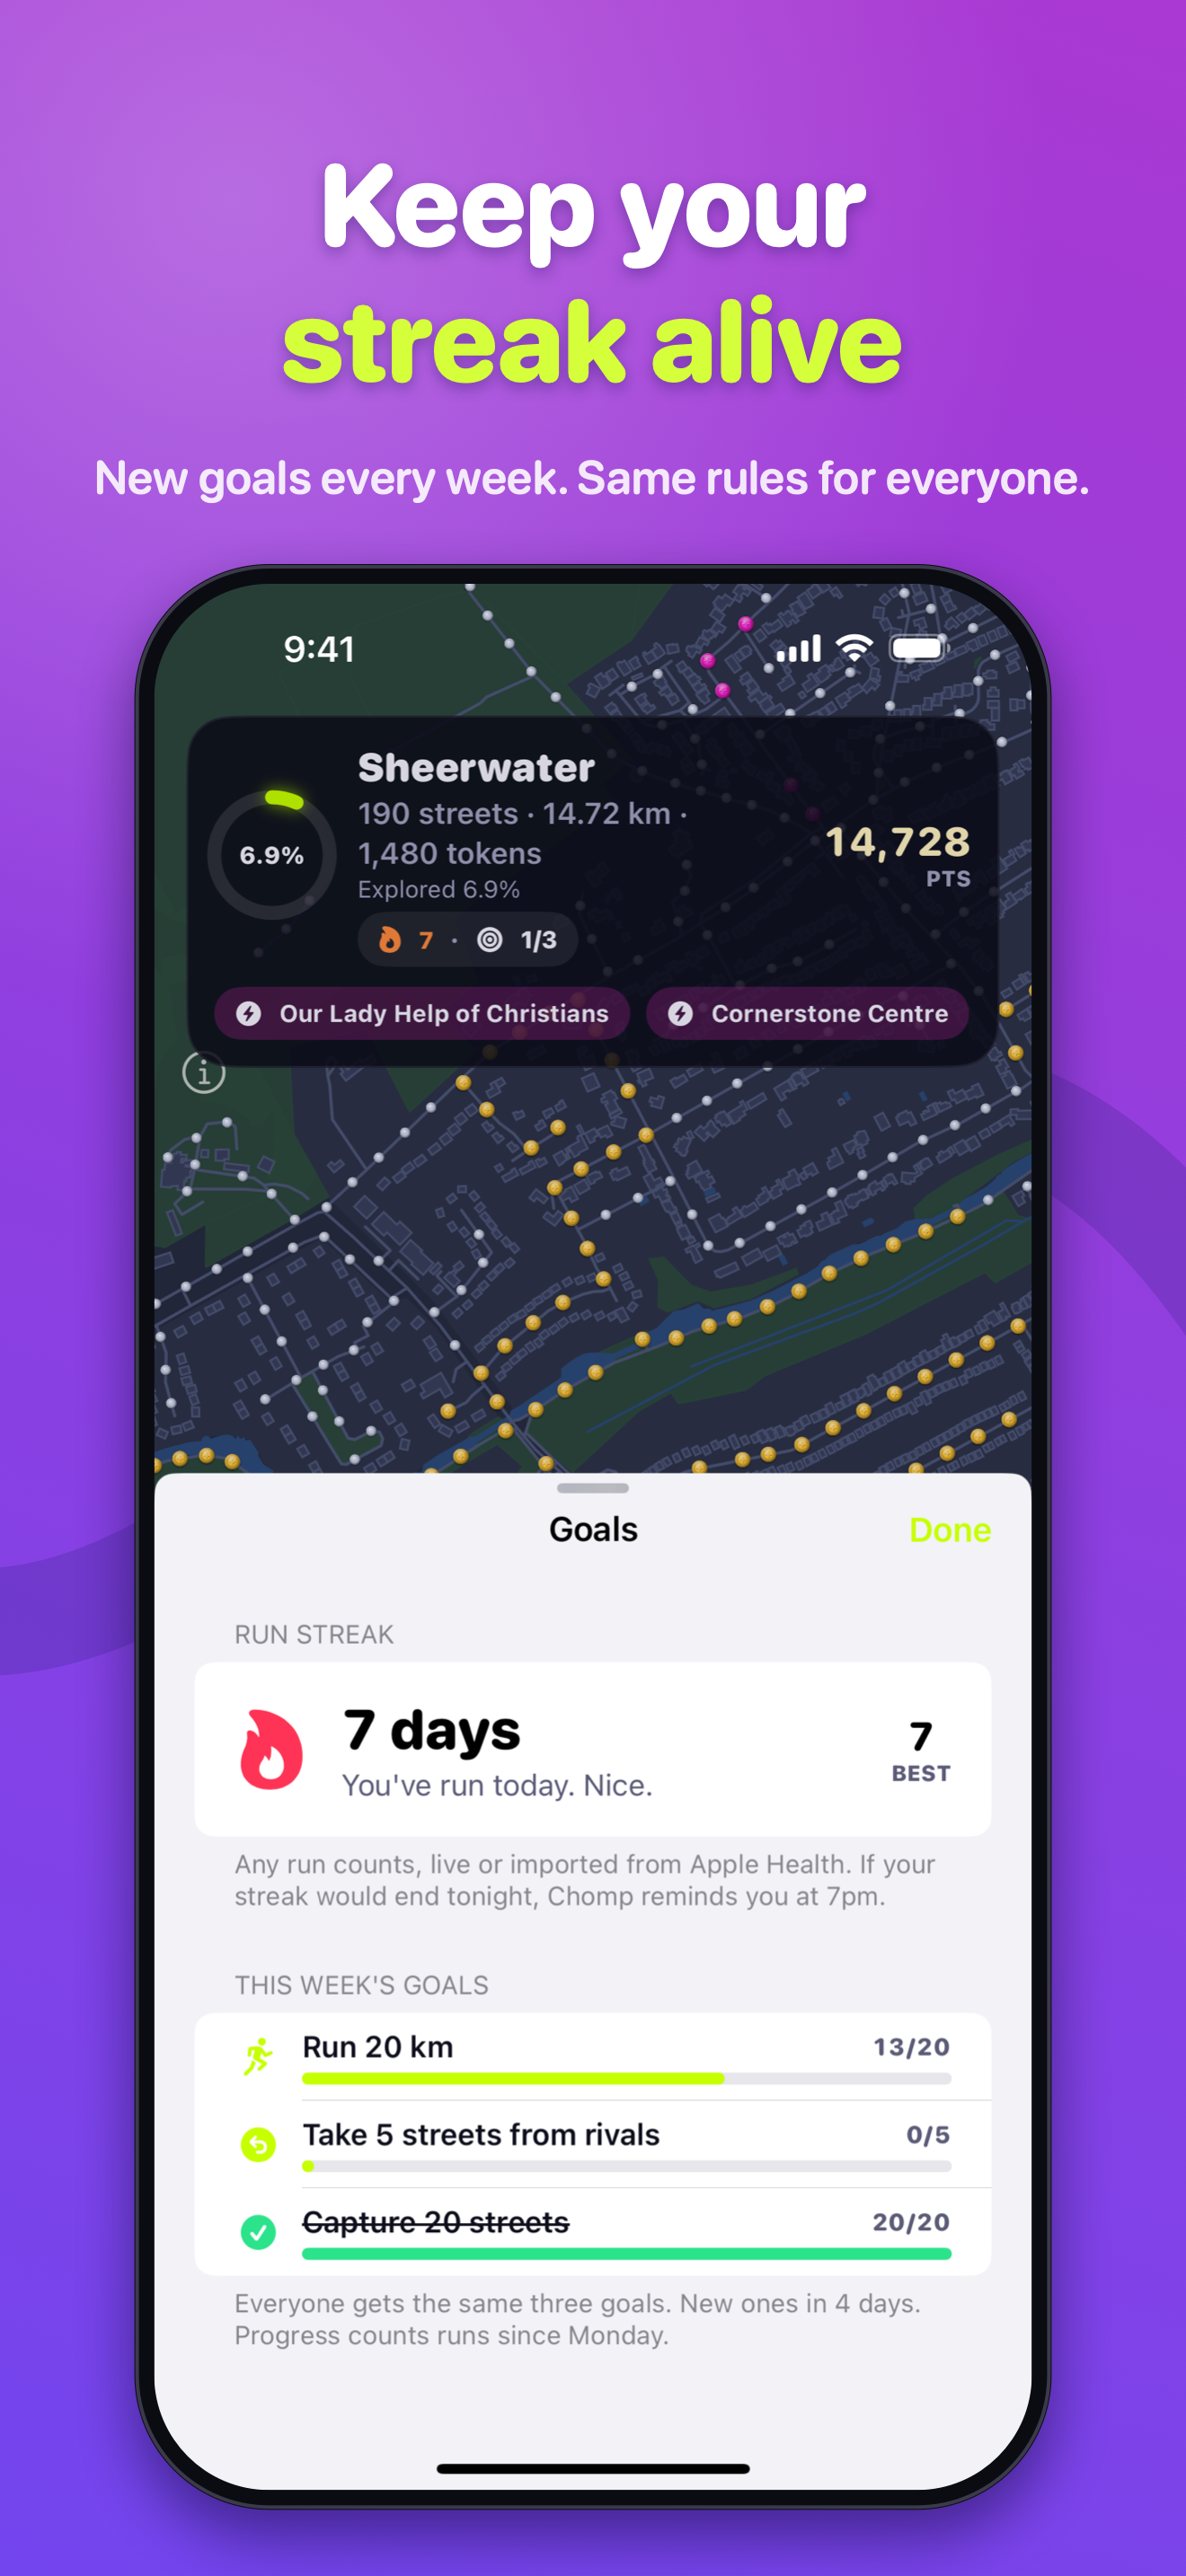 Keep your
streak alive
New goals every week. Same rules for everyone.
9:41
Sheerwater
190 streets · 14.72 km ·
1,480 tokens
Explored 6.9%
6.9%
14,728
PTS
7 · 1/3
Our Lady Help of Christians
Cornerstone Centre
Goals
Done
RUN STREAK
7 days
You've run today. Nice.
7
BEST
Any run counts, live or imported from Apple Health. If your
streak would end tonight, Chomp reminds you at 7pm.
THIS WEEK'S GOALS
Run 20 km
13/20
Take 5 streets from rivals
0/5
Capture 20 streets
20/20
Everyone gets the same three goals. New ones in 4 days.
Progress counts runs since Monday.